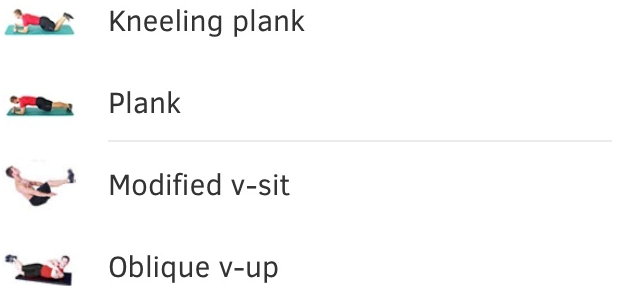 Kneeling plank
Plank
Modified v-sit
Oblique v-up